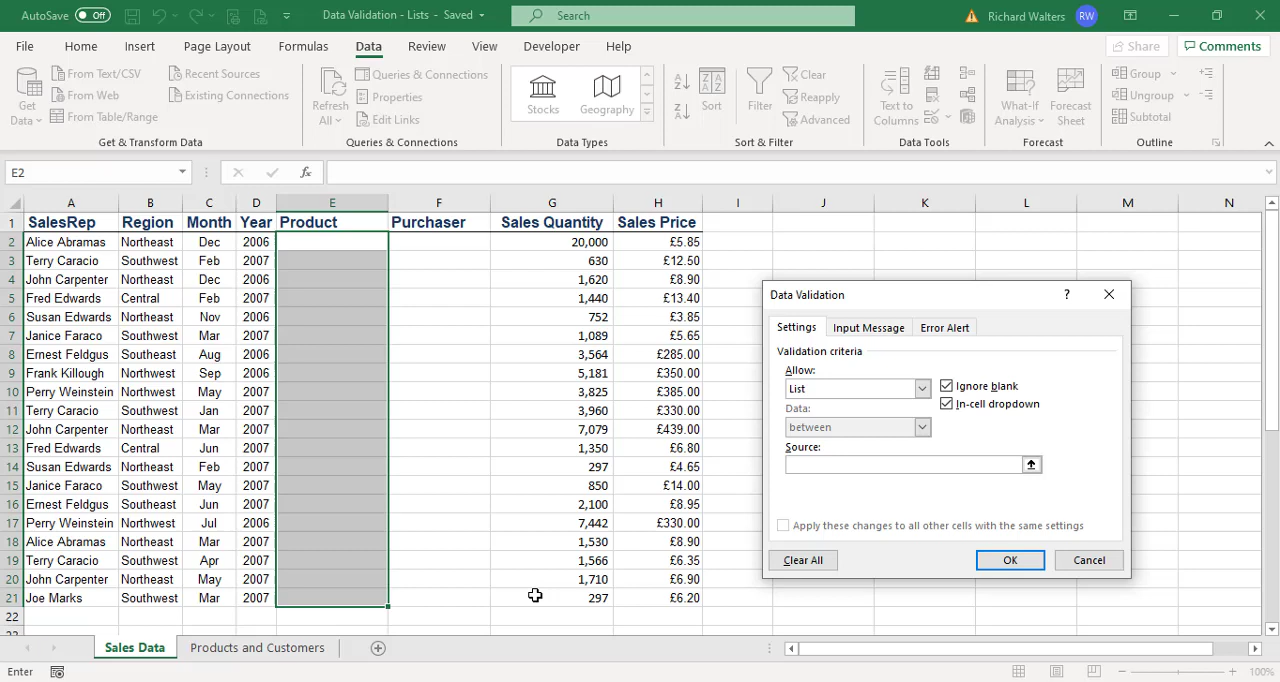 AutoSave Off Data Validation - Lists - Saved Search Richard Walters RW
File Home Insert Page Layout Formulas Data Review View Developer Help Share Comments
Get Data From Text/CSV From Web From Table/Range Recent Sources Existing Connections
Refresh All Queries & Connections Properties Edit Links
Stocks Geography
Sort Filter Clear Reapply Advanced
Text to Columns
What-If Analysis Forecast Sheet
Group Ungroup Subtotal
Get & Transform Data Queries & Connections Data Types Sort & Filter Data Tools Forecast Outline
E2 fx
A B C D E F G H I J K L M N
1 SalesRep Region Month Year Product Purchaser Sales Quantity Sales Price
2 Alice Abramas Northeast Dec 2006 20,000 £5.85
3 Terry Caracio Southwest Feb 2007 630 £12.50
4 John Carpenter Northeast Dec 2006 1,620 £8.90
5 Fred Edwards Central Feb 2007 1,440 £13.40
6 Susan Edwards Northeast Nov 2006 752 £3.85
7 Janice Faraco Southwest Mar 2007 1,089 £5.65
8 Ernest Feldgus Southeast Aug 2006 3,564 £285.00
9 Frank Killough Northwest Sep 2006 5,181 £350.00
10 Perry Weinstein Northwest May 2007 3,825 £385.00
11 Terry Caracio Southwest Jan 2007 3,960 £330.00
12 John Carpenter Northeast Mar 2007 7,079 £439.00
13 Fred Edwards Central Jun 2007 1,350 £6.80
14 Susan Edwards Northeast Feb 2007 297 £4.65
15 Janice Faraco Southwest May 2007 850 £14.00
16 Ernest Feldgus Southeast Jun 2007 2,100 £8.95
17 Perry Weinstein Northwest Jul 2006 7,442 £330.00
18 Alice Abramas Northeast Mar 2007 1,530 £8.90
19 Terry Caracio Southwest Apr 2007 1,566 £6.35
20 John Carpenter Northeast May 2007 1,710 £6.90
21 Joe Marks Southwest Mar 2007 297 £6.20
22
Data Validation ?
Settings Input Message Error Alert
Validation criteria
Allow:
List Ignore blank
In-cell dropdown
Data:
between
Source:
Apply these changes to all other cells with the same settings
Clear All OK Cancel
Sales Data Products and Customers
Enter 100%